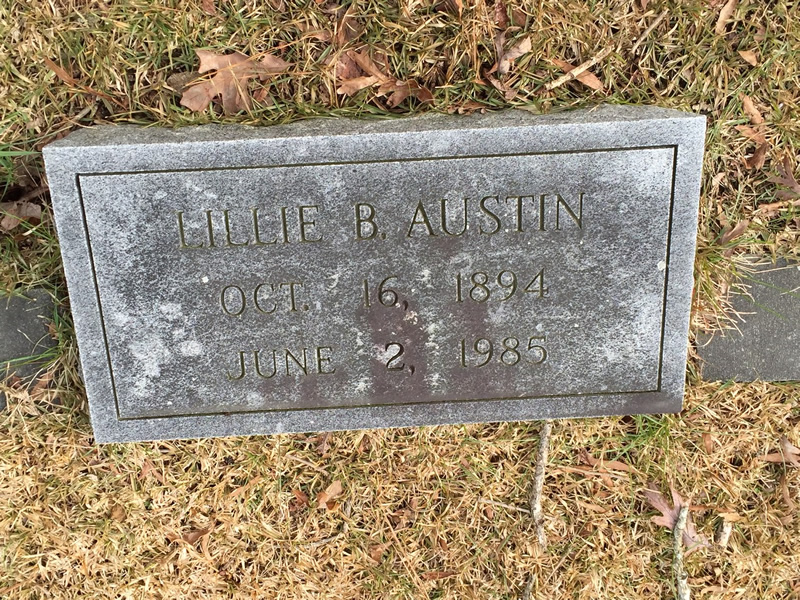 LILLIE B. AUSTIN
OCT. 16, 1894
JUNE 2, 1985